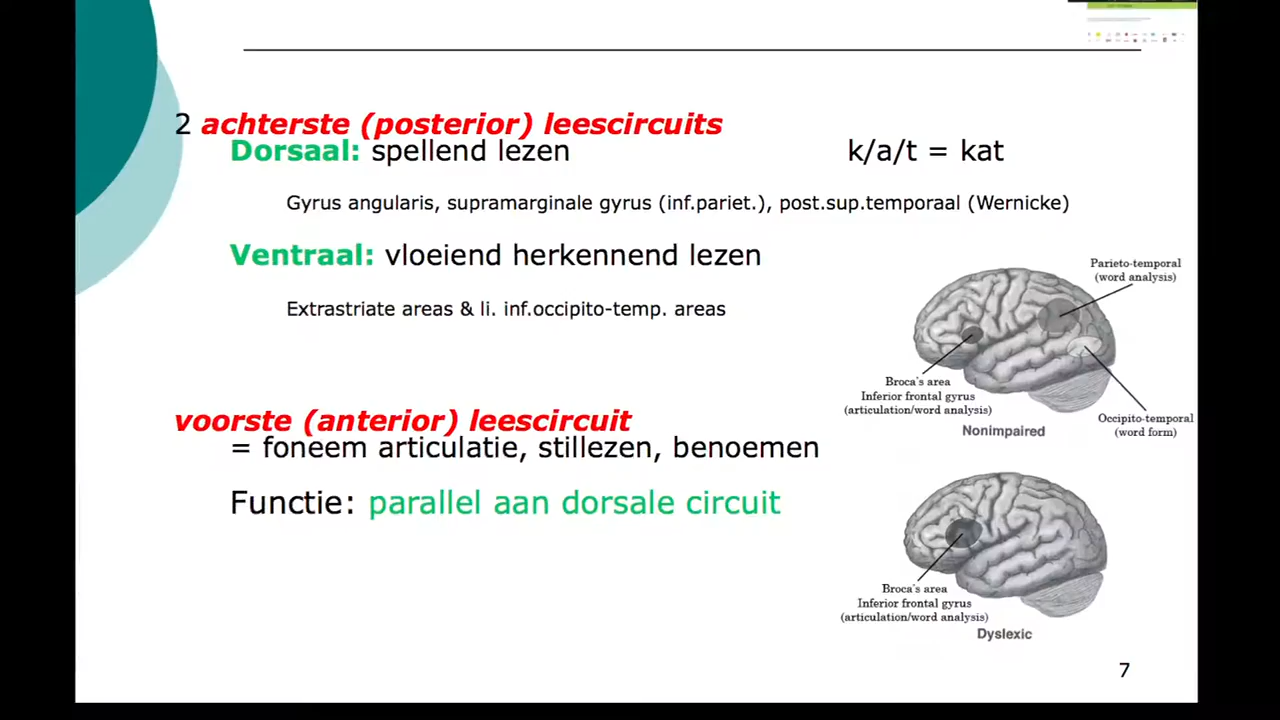 2 achterste (posterior) leescircuits
Dorsaal: spellend lezen k/a/t = kat
Gyrus angularis, supramarginale gyrus (inf.pariet.), post.sup.temporaal (Wernicke)
Ventraal: vloeiend herkennend lezen
Extrastriate areas & li. inf.occipito-temp. areas
voorste (anterior) leescircuit
= foneem articulatie, stillezen, benoemen
Functie: parallel aan dorsale circuit
Parieto-temporal
(word analysis)
Broca's area
Inferior frontal gyrus
(articulation/word analysis)
Occipito-temporal
(word form)
Nonimpaired
Broca's area
Inferior frontal gyrus
(articulation/word analysis)
Dyslexic
7